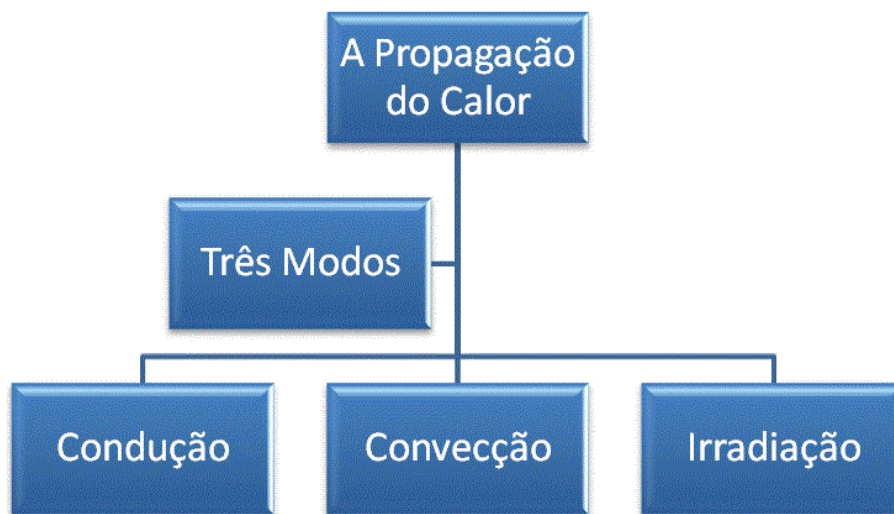 A Propagação
do Calor
Três Modos
Condução
Convecção
Irradiação